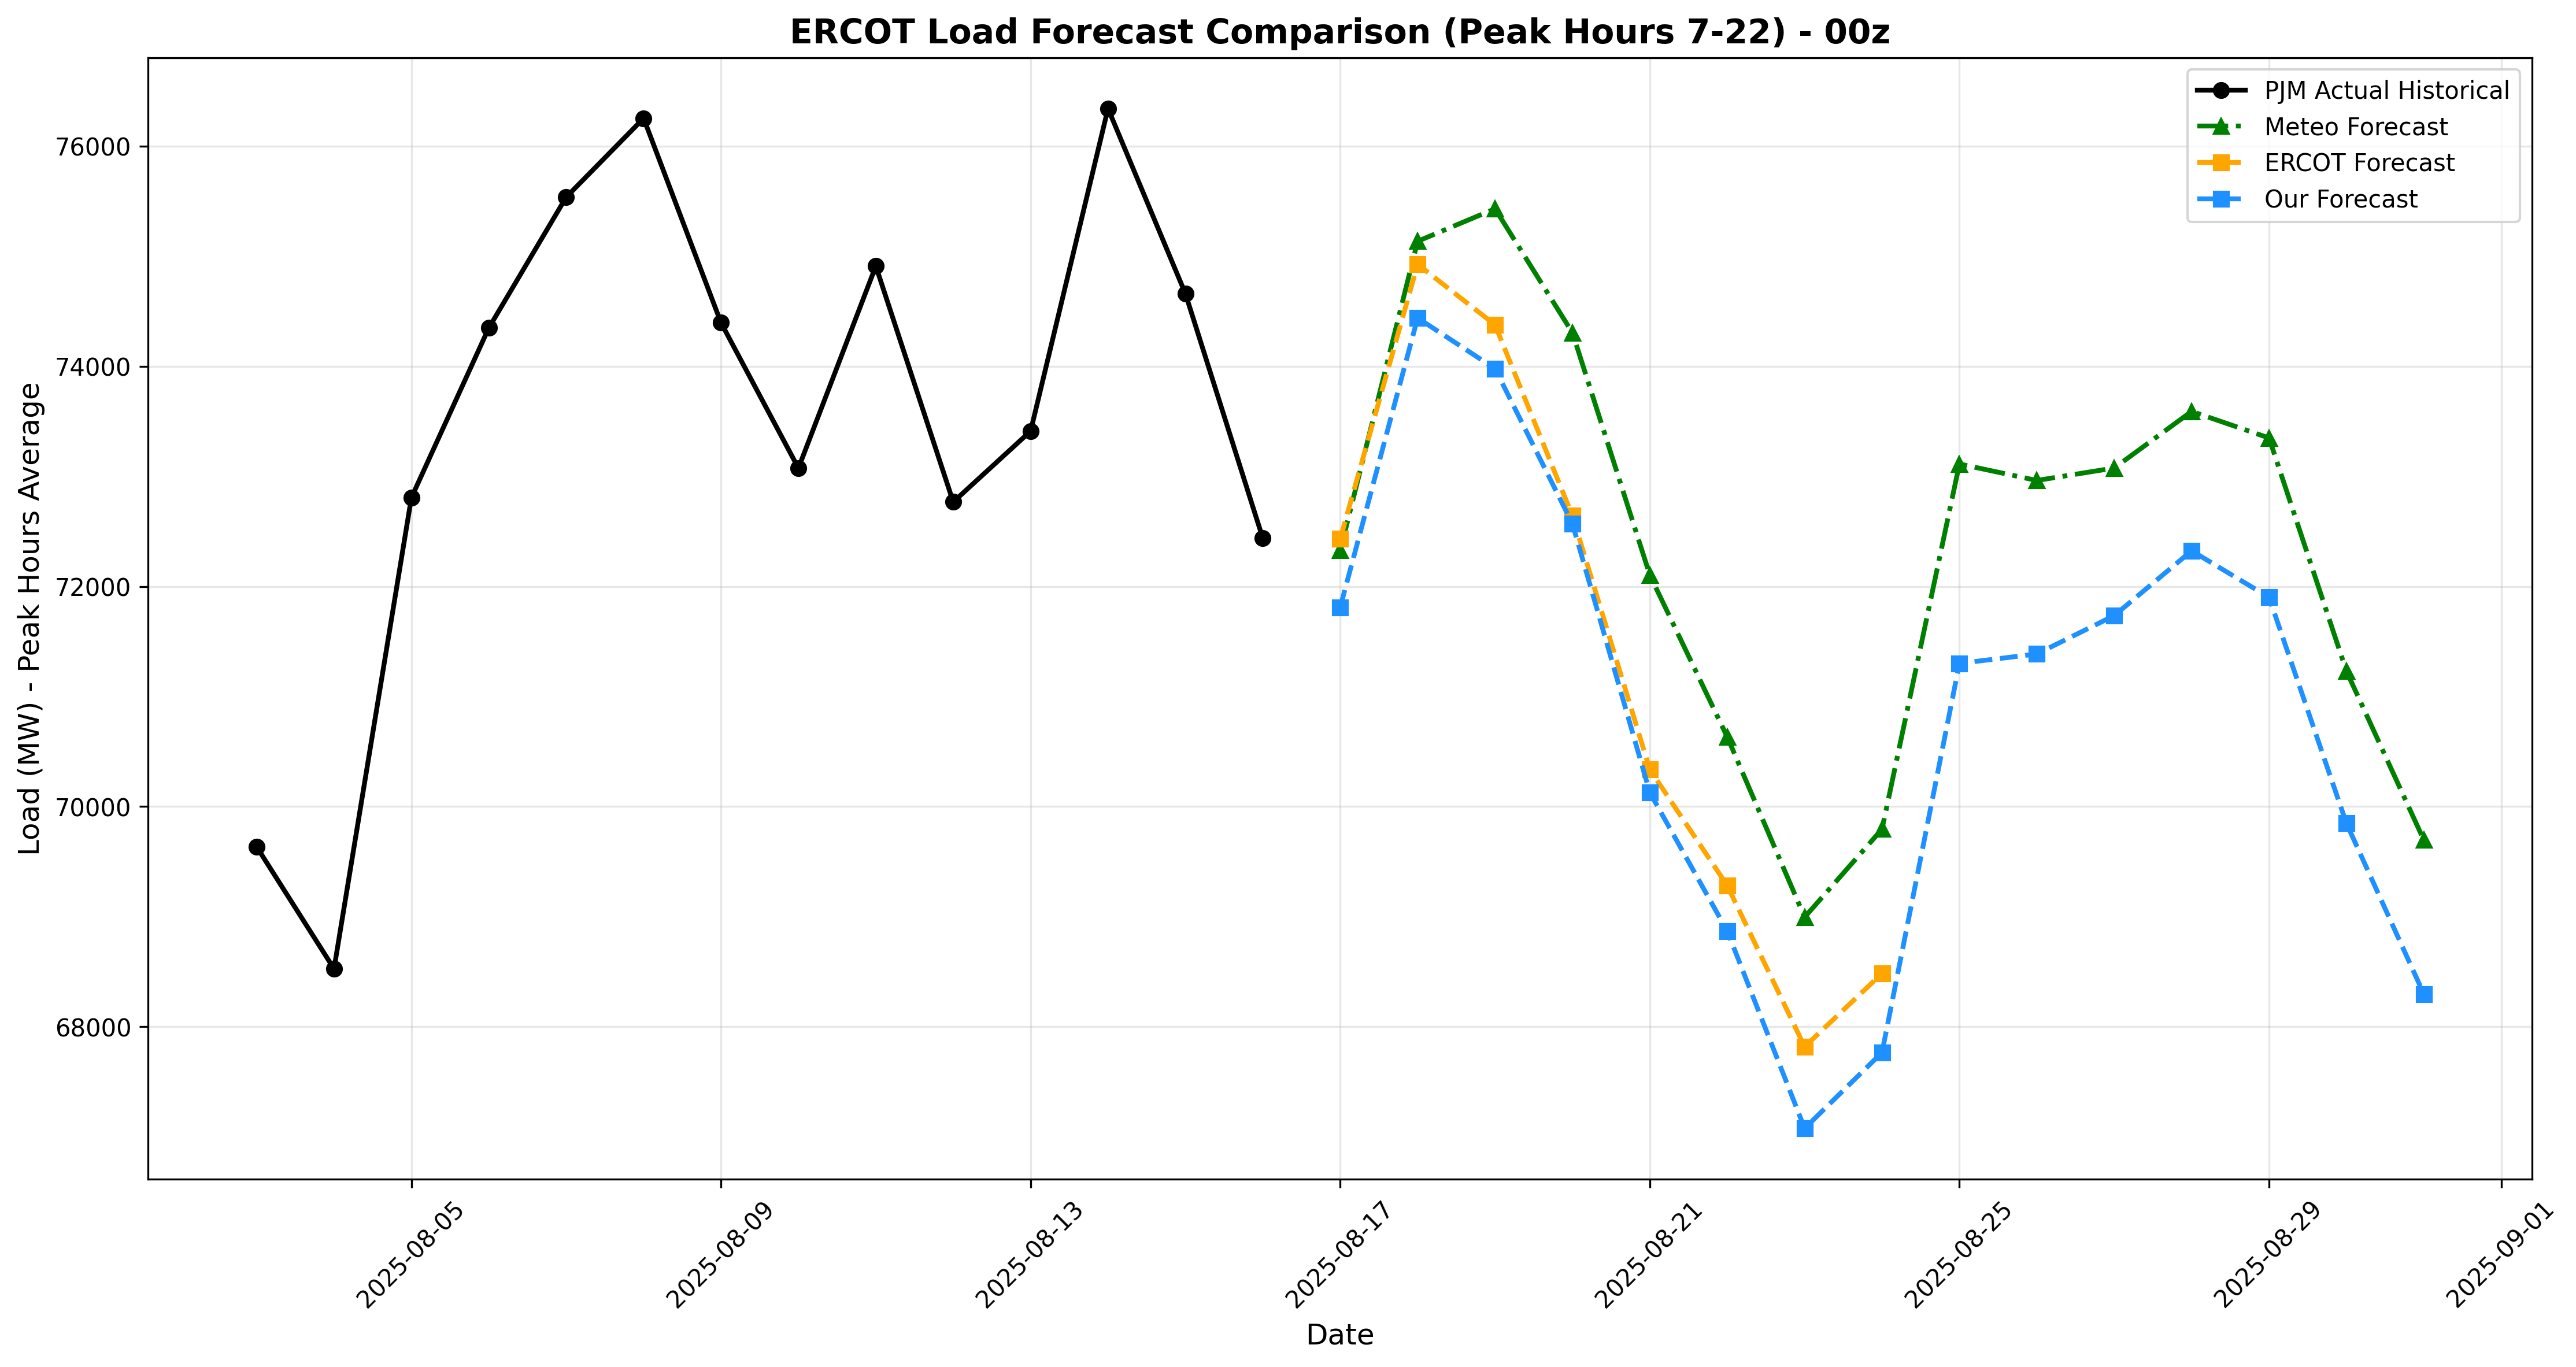 ERCOT Load Forecast Comparison (Peak Hours 7-22) - 00z
PJM Actual Historical
Meteo Forecast
ERCOT Forecast
Our Forecast
Load (MW) - Peak Hours Average
76000
74000
72000
70000
68000
2025-08-05
2025-08-09
2025-08-13
2025-08-17
2025-08-21
2025-08-25
2025-08-29
2025-09-01
Date